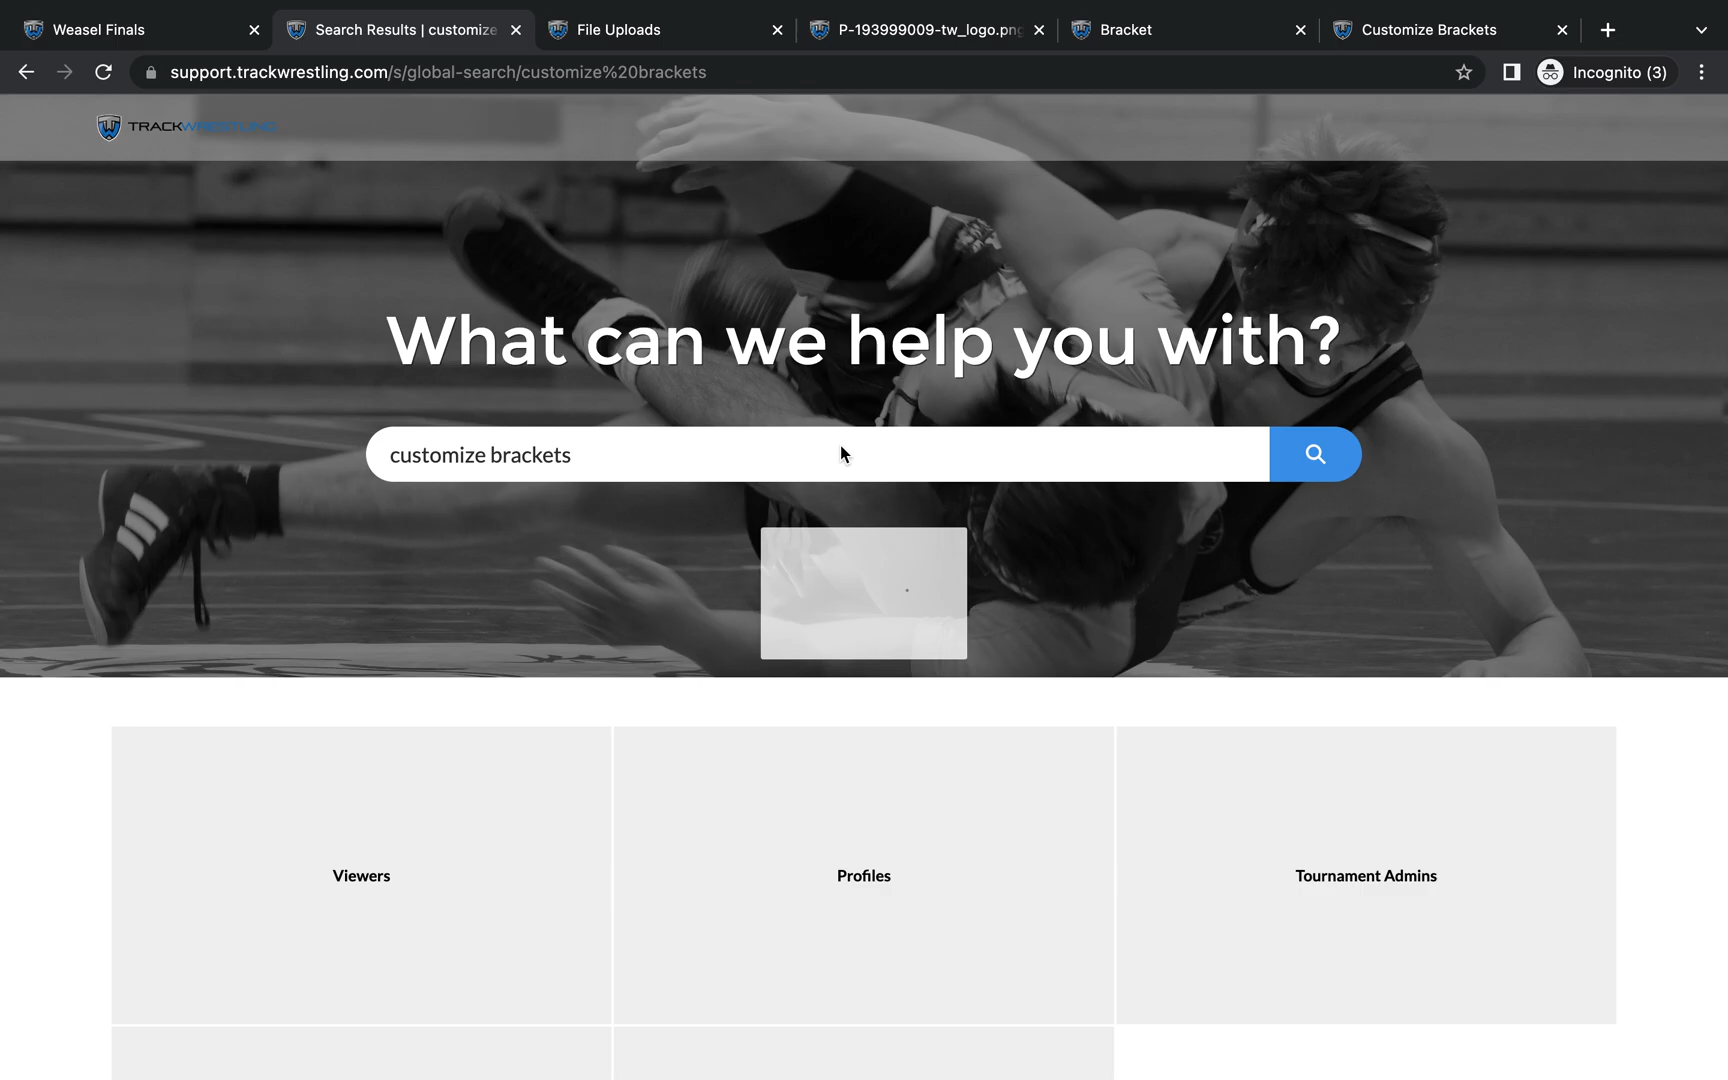 Weasel Finals
Search Results | customize
File Uploads
P-193999009-tw_logo.png
Bracket
Customize Brackets
support.trackwrestling.com/s/global-search/customize%20brackets
Incognito (3)
TRACKWRESTLING
What can we help you with?
customize brackets
Viewers
Profiles
Tournament Admins